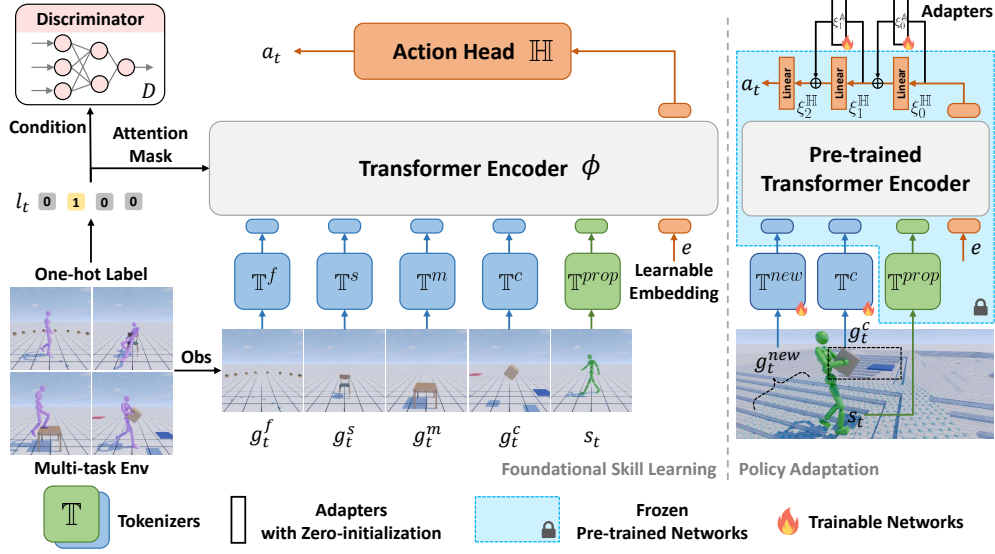 Discriminator
D
Condition
Attention
Mask
l_t 0 1 0 0
One-hot Label
Multi-task Env
Obs
a_t
Action Head ℍ
Transformer Encoder ϕ
𝕋^f
𝕋^s
𝕋^m
𝕋^c
𝕋^{prop}
e
Learnable
Embedding
g_t^f
g_t^s
g_t^m
g_t^c
s_t
Foundational Skill Learning
Adapters
ξ_1^𝔸
ξ_0^𝔸
a_t
Linear
Linear
Linear
ξ_2^ℍ
ξ_1^ℍ
ξ_0^ℍ
Pre-trained
Transformer Encoder
𝕋^{new}
𝕋^c
𝕋^{prop}
e
g_t^{new}
g_t^c
s_t
Policy Adaptation
𝕋
Tokenizers
Adapters
with Zero-initialization
Frozen
Pre-trained Networks
Trainable Networks